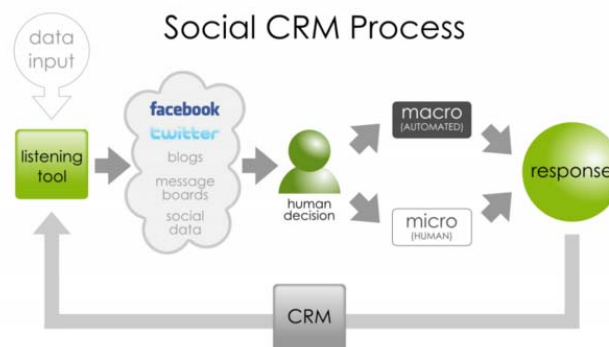 Social CRM Process
data
input
listening
tool
facebook
twitter
blogs
message
boards
social
data
human
decision
macro
(AUTOMATED)
micro
(HUMAN)
response
CRM